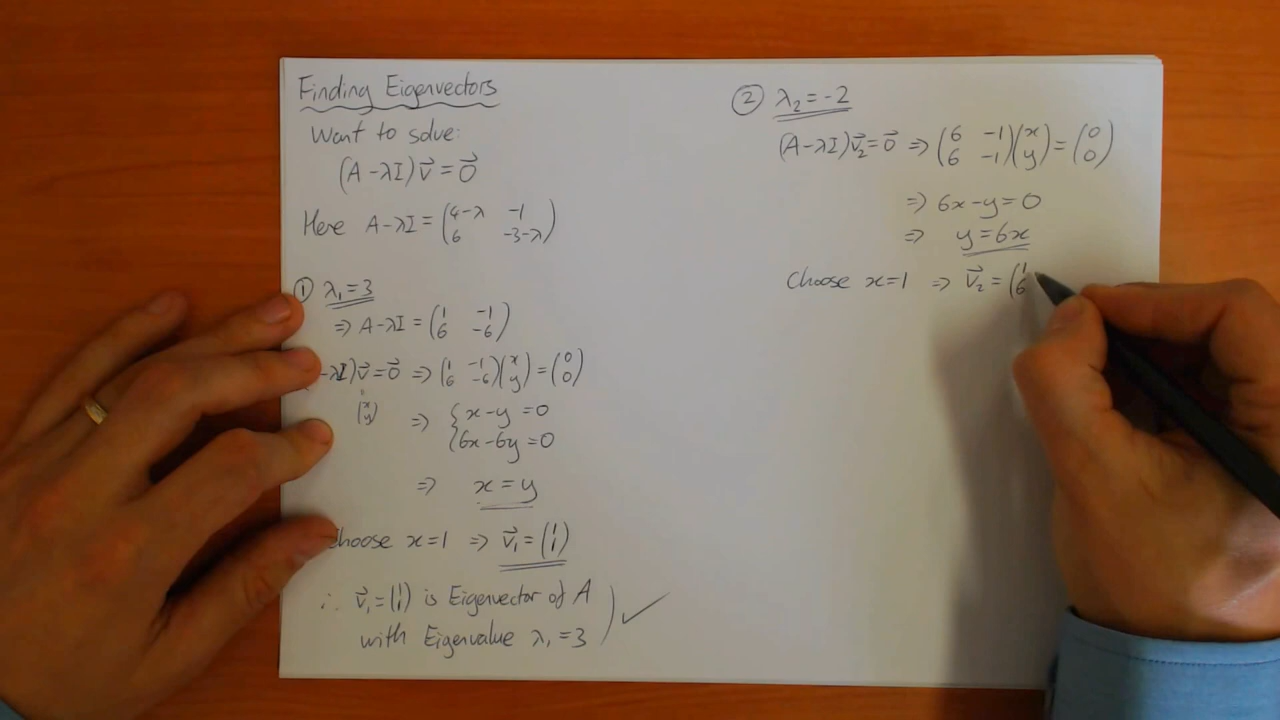 Finding Eigenvectors
Want to solve:
(A-λI)v⃗ = 0⃗
Here A-λI = (4-λ -1
6 -3-λ)
① λ₁=3
⇒ A-λI = (1 -1
6 -6)
-λI)v⃗ = 0⃗ ⇒ (1 -1
6 -6)(x
y) = (0
0)
(x
y)
⇒ {x-y = 0
{6x-6y = 0
⇒ x = y
Choose x=1 ⇒ v⃗₁ = (1
1)
∴ v⃗₁ = (1
1) is Eigenvector of A
with Eigenvalue λ₁=3 ) ✓
② λ₂=-2
(A-λI)v⃗₂=0⃗ ⇒ (6 -1
6 -1)(x
y) = (0
0)
⇒ 6x-y=0
⇒ y=6x
Choose x=1 ⇒ v⃗₂ = (1
6